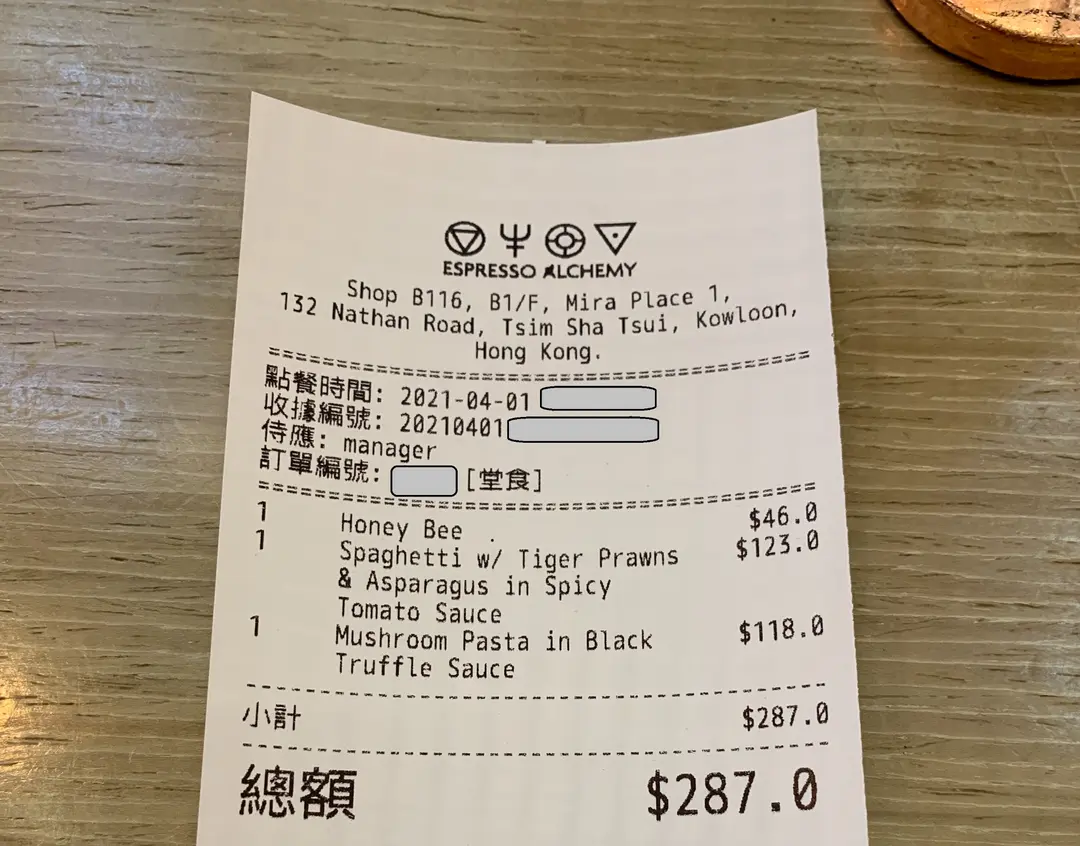 ESPRESSO ALCHEMY
Shop B116, B1/F, Mira Place 1,
132 Nathan Road, Tsim Sha Tsui, Kowloon,
Hong Kong.
點餐時間: 2021-04-01
收據編號: 20210401
侍應: manager
訂單編號: [堂食]
1 Honey Bee $46.0
1 Spaghetti w/ Tiger Prawns $123.0
& Asparagus in Spicy
Tomato Sauce
1 Mushroom Pasta in Black $118.0
Truffle Sauce
小計 $287.0
總額 $287.0